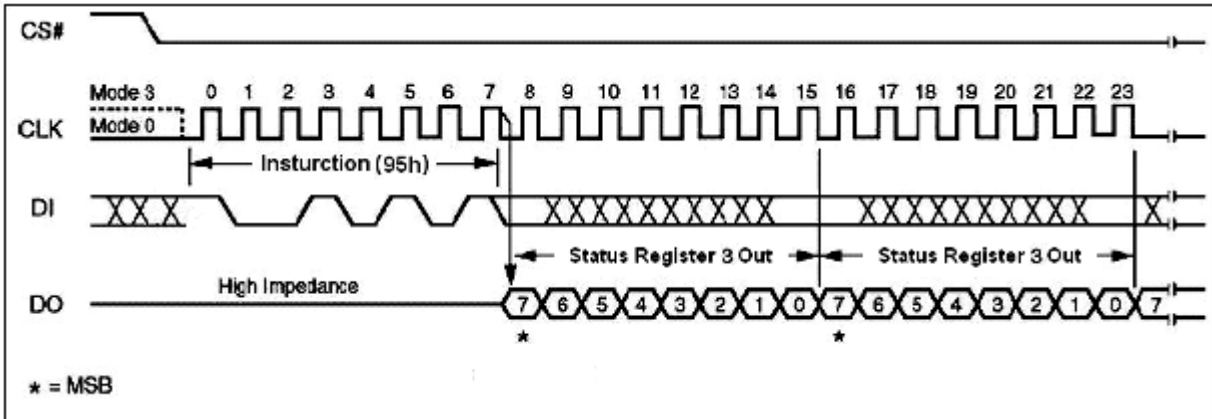 CS#
Mode 3 0 1 2 3 4 5 6 7 8 9 10 11 12 13 14 15 16 17 18 19 20 21 22 23
CLK Mode 0
Insturction (95h)
DI
Status Register 3 Out Status Register 3 Out
High Impedance
DO 7 6 5 4 3 2 1 0 7 6 5 4 3 2 1 0 7
* *
* = MSB